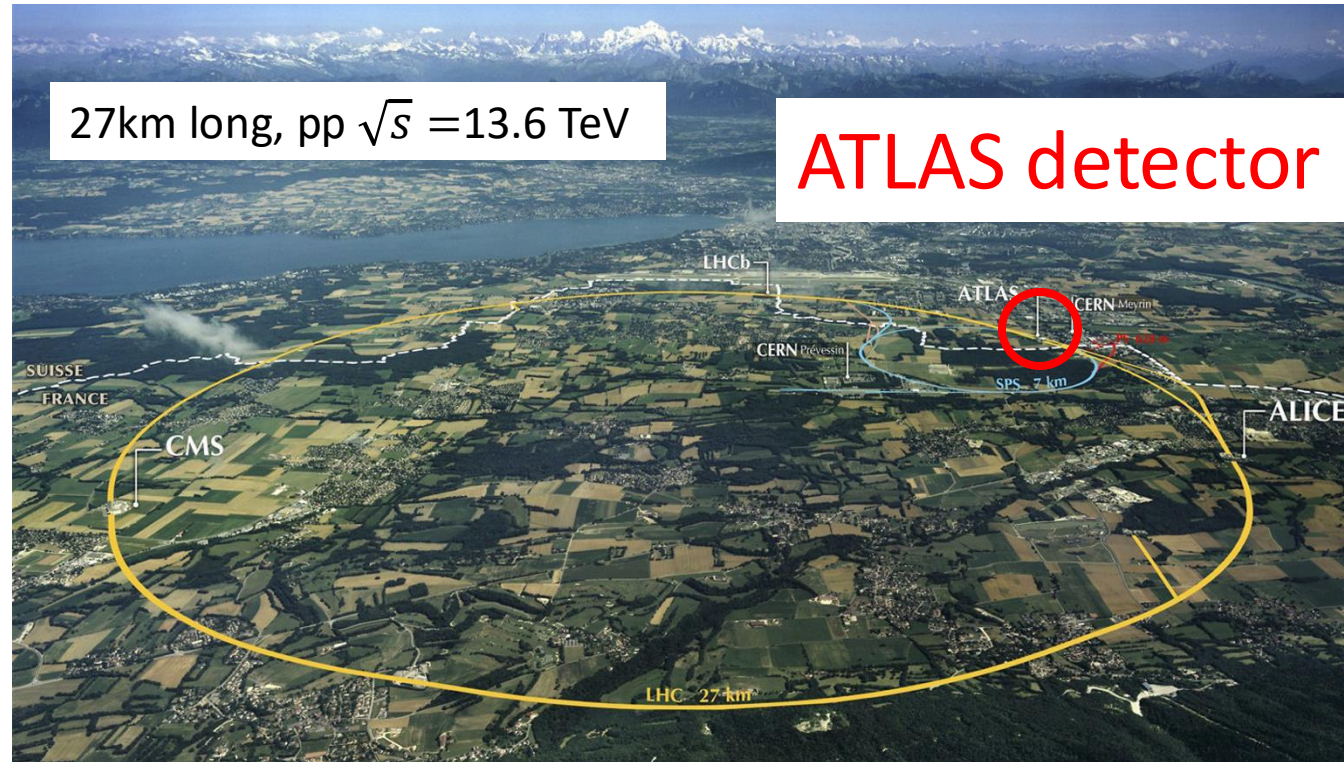 27km long, pp √s =13.6 TeV
ATLAS detector
LHCb
ATLAS
CERN Meyrin
CERN Prévessin
SPS 7 km
SUISSE
FRANCE
CMS
ALICE
LHC 27 km